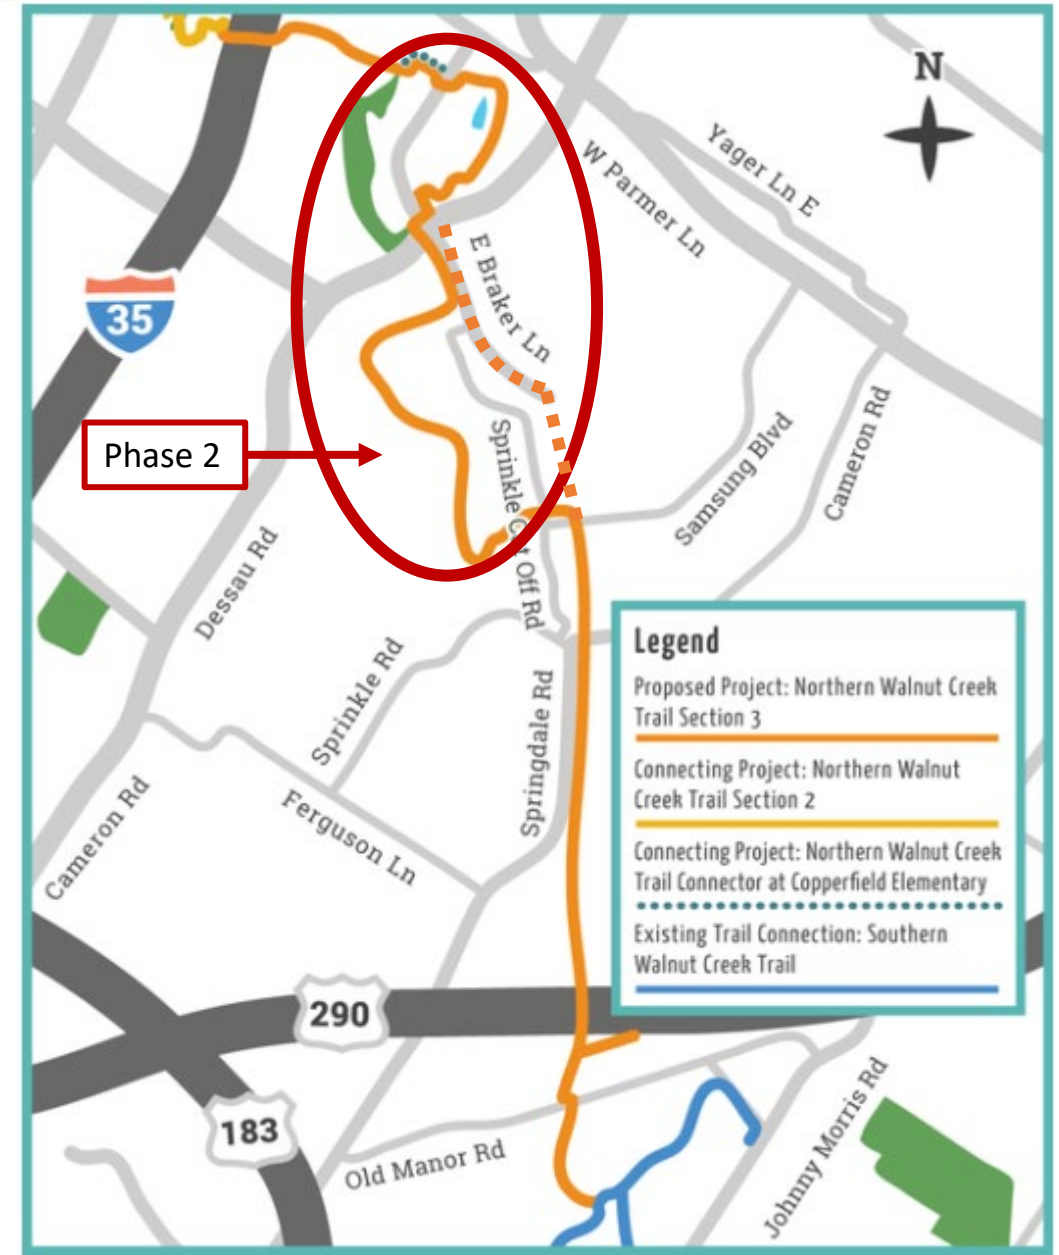 N
Yager Ln E
W Parmer Ln
E Braker Ln
35
Phase 2
Sprinkle Cut Off Rd
Samsung Blvd
Cameron Rd
Dessau Rd
Sprinkle Rd
Springdale Rd
Ferguson Ln
Cameron Rd
Legend
Proposed Project: Northern Walnut Creek
Trail Section 3
Connecting Project: Northern Walnut
Creek Trail Section 2
Connecting Project: Northern Walnut Creek
Trail Connector at Copperfield Elementary
Existing Trail Connection: Southern
Walnut Creek Trail
290
183
Old Manor Rd
Johnny Morris Rd